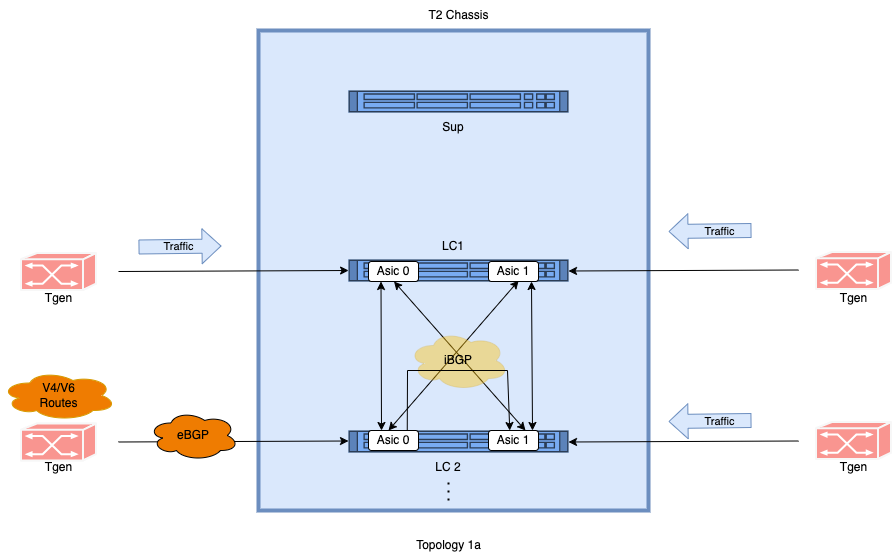 T2 Chassis
Sup
Traffic
Traffic
LC1
Asic 0
Asic 1
Tgen
Tgen
iBGP
V4/V6
Routes
Traffic
eBGP
Asic 0
Asic 1
Tgen
LC 2
Tgen
Topology 1a